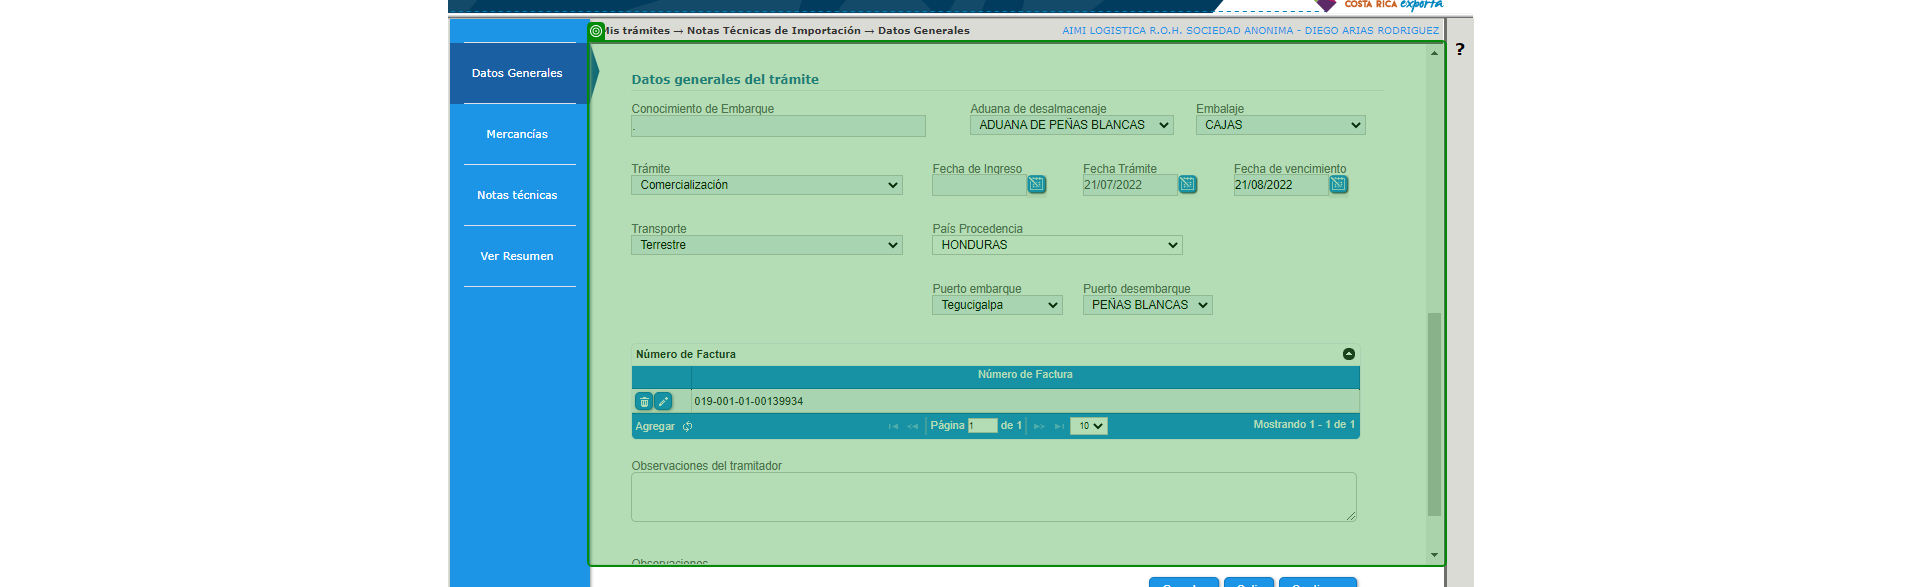 COSTA RICA exporta
Mis trámites → Notas Técnicas de Importación → Datos Generales
AIMI LOGISTICA R.O.H. SOCIEDAD ANONIMA - DIEGO ARIAS RODRIGUEZ
?
Datos Generales
Mercancías
Notas técnicas
Ver Resumen
Datos generales del trámite
Conocimiento de Embarque Aduana de desalmacenaje Embalaje
. ADUANA DE PEÑAS BLANCAS CAJAS
Trámite Fecha de Ingreso Fecha Trámite Fecha de vencimiento
Comercialización 21/07/2022 21/08/2022
Transporte País Procedencia
Terrestre HONDURAS
Puerto embarque Puerto desembarque
Tegucigalpa PEÑAS BLANCAS
Número de Factura
Número de Factura
019-001-01-00139934
Agregar Página 1 de 1 10 Mostrando 1 - 1 de 1
Observaciones del tramitador
Observaciones